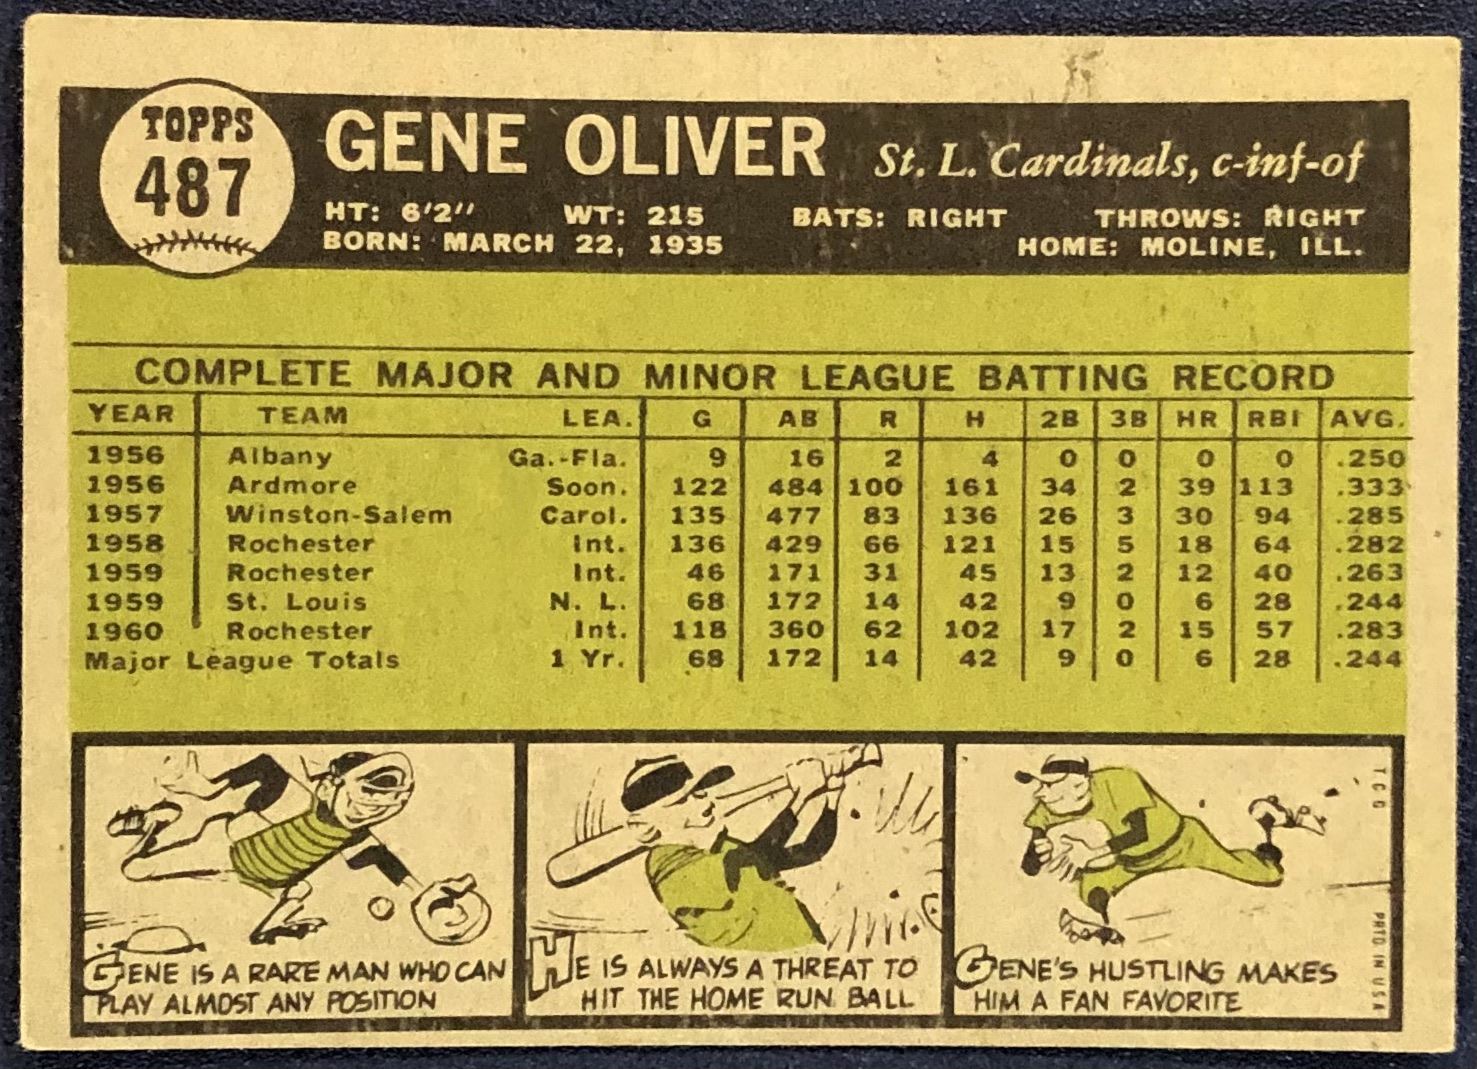 TOPPS
487
GENE OLIVER St. L. Cardinals, c-inf-of
HT: 6'2" WT: 215 BATS: RIGHT THROWS: RIGHT
BORN: MARCH 22, 1935 HOME: MOLINE, ILL.
COMPLETE MAJOR AND MINOR LEAGUE BATTING RECORD
YEAR TEAM LEA. G AB R H 2B 3B HR RBI AVG.
1956 Albany Ga.-Fla. 9 16 2 4 0 0 0 0 .250
1956 Ardmore Soon. 122 484 100 161 34 2 39 113 .333
1957 Winston-Salem Carol. 135 477 83 136 26 3 30 94 .285
1958 Rochester Int. 136 429 66 121 15 5 18 64 .282
1959 Rochester Int. 46 171 31 45 13 2 12 40 .263
1959 St. Louis N. L. 68 172 14 42 9 0 6 28 .244
1960 Rochester Int. 118 360 62 102 17 2 15 57 .283
Major League Totals 1 Yr. 68 172 14 42 9 0 6 28 .244
GENE IS A RARE MAN WHO CAN
PLAY ALMOST ANY POSITION
HE IS ALWAYS A THREAT TO
HIT THE HOME RUN BALL
GENE'S HUSTLING MAKES
HIM A FAN FAVORITE
T C G
PRTD IN USA